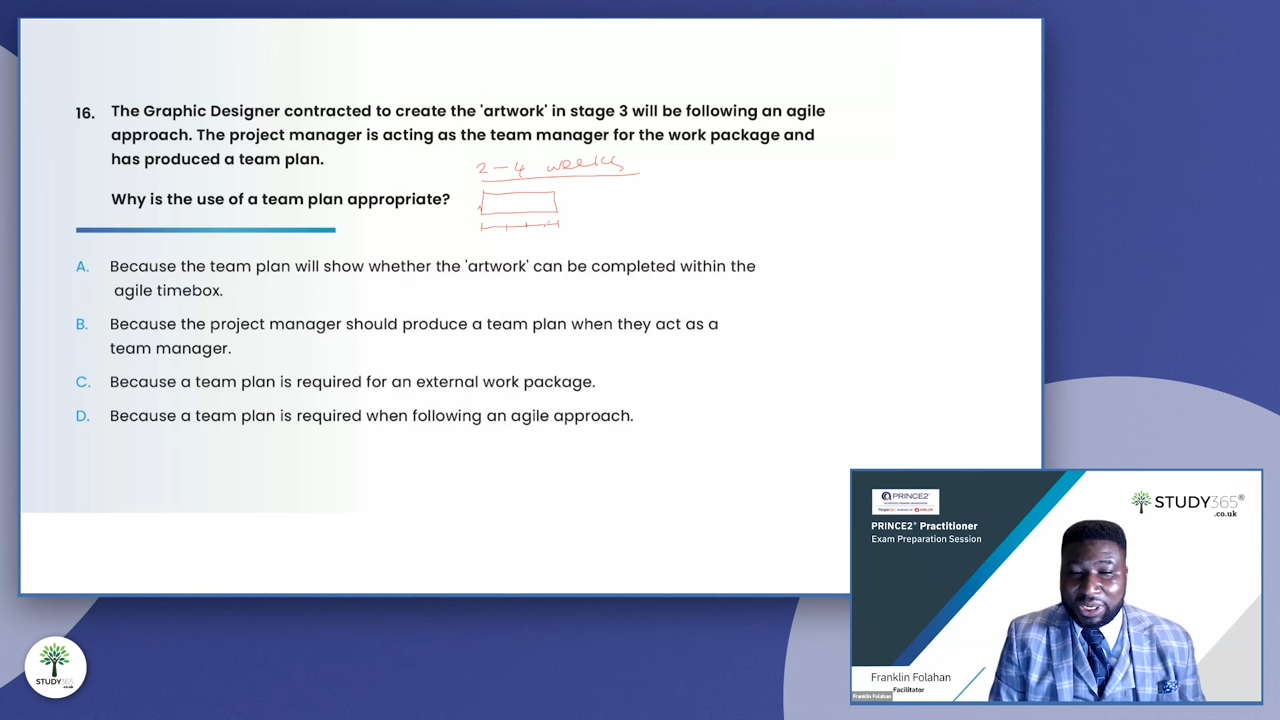 16. The Graphic Designer contracted to create the 'artwork' in stage 3 will be following an agile
approach. The project manager is acting as the team manager for the work package and
has produced a team plan.
2 - 4 weeks
Why is the use of a team plan appropriate?
A. Because the team plan will show whether the 'artwork' can be completed within the
agile timebox.
B. Because the project manager should produce a team plan when they act as a
team manager.
C. Because a team plan is required for an external work package.
D. Because a team plan is required when following an agile approach.
PRINCE2
STUDY365®
.co.uk
PRINCE2® Practitioner
Exam Preparation Session
Franklin Folahan
Facilitator
Franklin Folahan
STUDY365
.co.uk